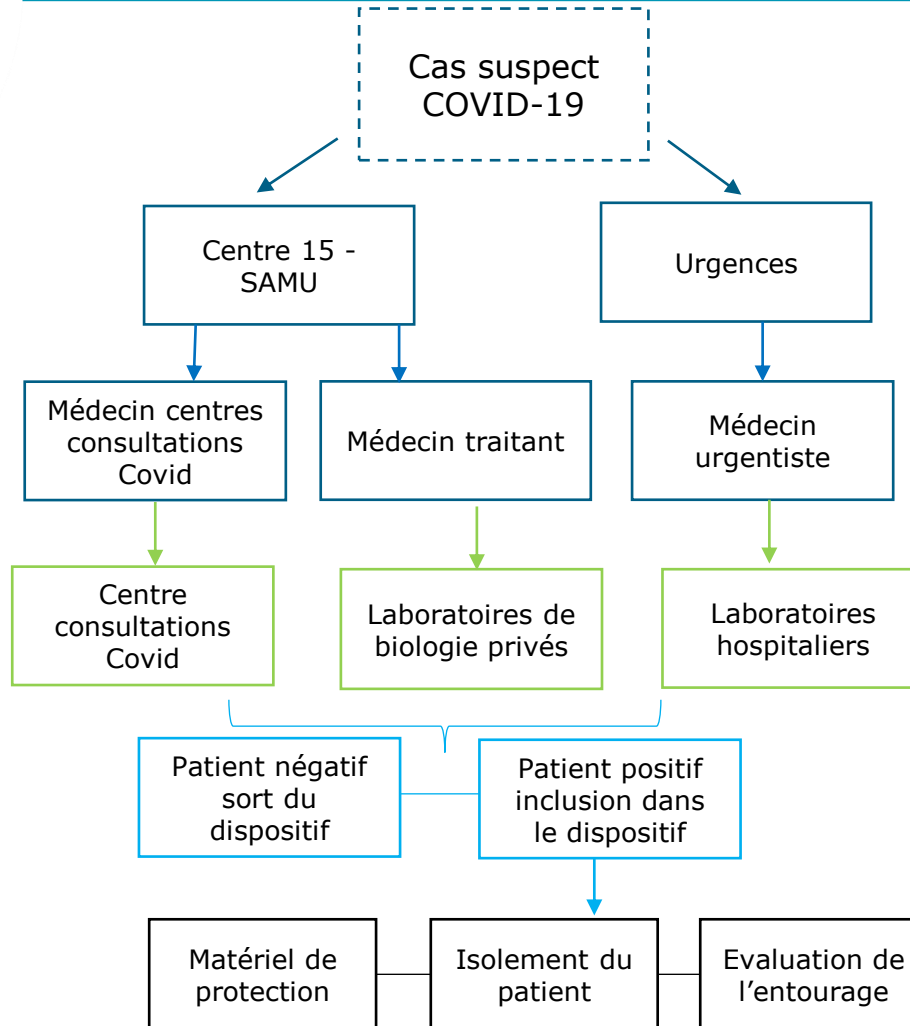 Cas suspect
COVID-19
Centre 15 -
SAMU
Urgences
Médecin centres
consultations
Covid
Médecin traitant
Médecin
urgentiste
Centre
consultations
Covid
Laboratoires de
biologie privés
Laboratoires
hospitaliers
Patient négatif
sort du
dispositif
Patient positif
inclusion dans
le dispositif
Matériel de
protection
Isolement du
patient
Evaluation de
l'entourage